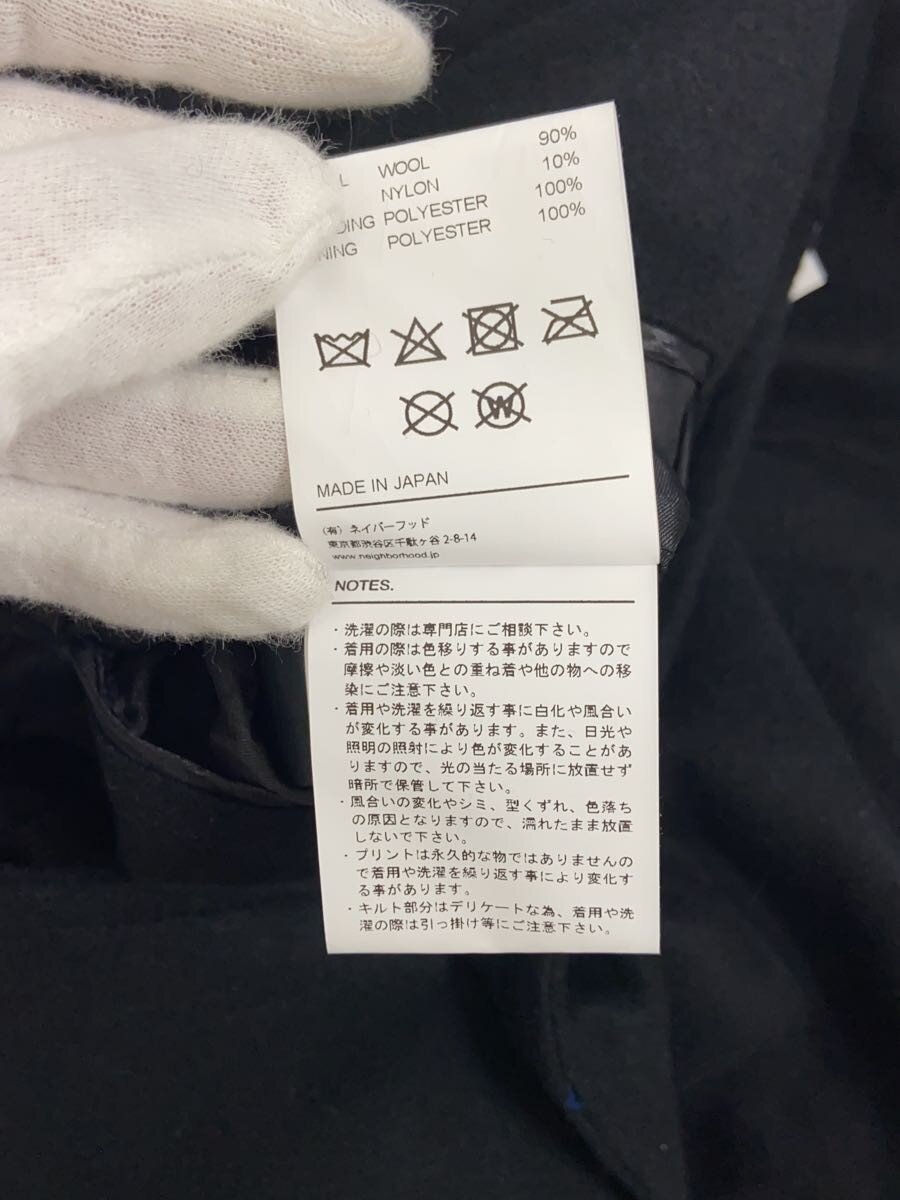 WOOL 90%
NYLON 10%
POLYESTER 100%
POLYESTER 100%
W
MADE IN JAPAN
(有) ネイバーフッド
東京都渋谷区千駄ヶ谷 2-8-14
www.neighborhood.jp
NOTES.
・洗濯の際は専門店にご相談下さい。
・着用の際は色移りする事がありますので
摩擦や淡い色との重ね着や他の物への移
染にご注意下さい。
・着用や洗濯を繰り返す事に白化や風合い
が変化する事があります。また、日光や
照明の照射により色が変化することがあ
りますので、光の当たる場所に放置せず
暗所で保管して下さい。
・風合いの変化やシミ、型くずれ、色落ち
の原因となりますので、濡れたまま放置
しないで下さい。
・プリントは永久的な物ではありませんの
で着用や洗濯を繰り返す事により変化す
る事があります。
・キルト部分はデリケートな為、着用や洗
濯の際は引っ掛け等にご注意下さい。